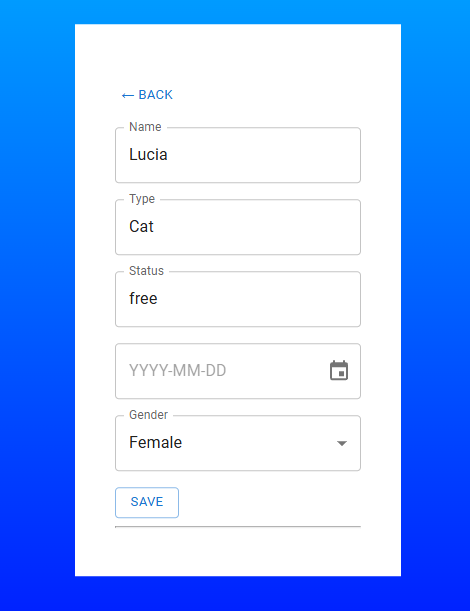 ← BACK
Name
Lucia
Type
Cat
Status
free
YYYY-MM-DD
Gender
Female
SAVE